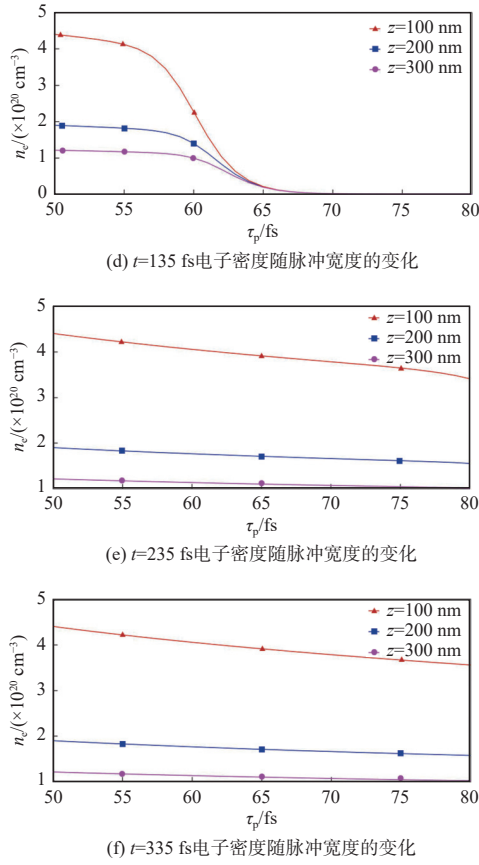 5
4
3
2
1
0
n_e/(×10^20 cm^-3)
z=100 nm
z=200 nm
z=300 nm
50 55 60 65 70 75 80
τ_p/fs
(d) t=135 fs电子密度随脉冲宽度的变化
5
4
3
2
1
n_e/(×10^20 cm^-3)
z=100 nm
z=200 nm
z=300 nm
50 55 60 65 70 75 80
τ_p/fs
(e) t=235 fs电子密度随脉冲宽度的变化
5
4
3
2
1
n_e/(×10^20 cm^-3)
z=100 nm
z=200 nm
z=300 nm
50 55 60 65 70 75 80
τ_p/fs
(f) t=335 fs电子密度随脉冲宽度的变化